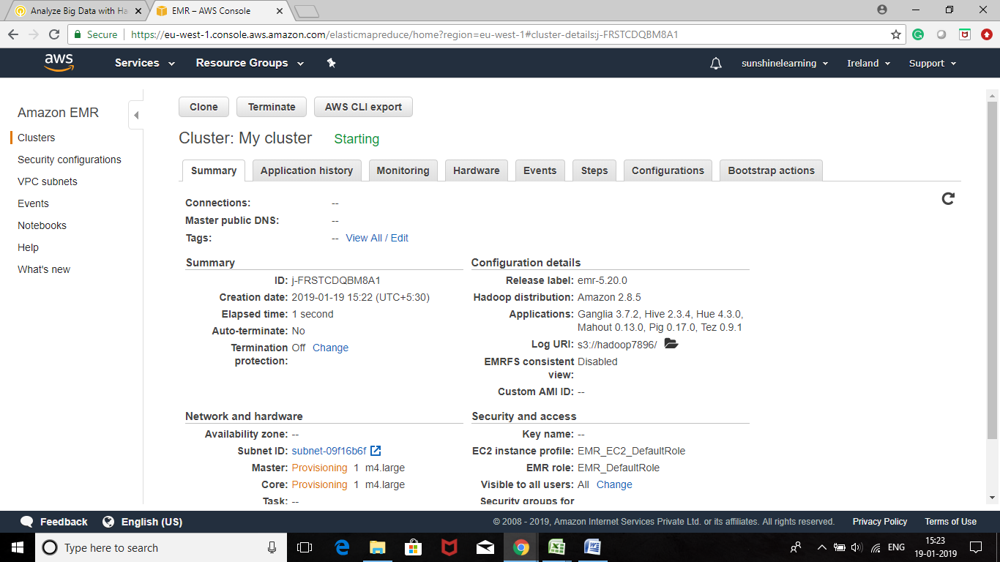 Analyze Big Data with Ha
EMR – AWS Console
Secure
https://eu-west-1.console.aws.amazon.com/elasticmapreduce/home?region=eu-west-1#cluster-details:j-FRSTCDQBM8A1
aws
Services
Resource Groups
sunshinelearning
Ireland
Support
Amazon EMR
Clusters
Security configurations
VPC subnets
Events
Notebooks
Help
What's new
Clone
Terminate
AWS CLI export
Cluster: My cluster Starting
Summary
Application history
Monitoring
Hardware
Events
Steps
Configurations
Bootstrap actions
Connections: --
Master public DNS: --
Tags: -- View All / Edit
Summary
ID: j-FRSTCDQBM8A1
Creation date: 2019-01-19 15:22 (UTC+5:30)
Elapsed time: 1 second
Auto-terminate: No
Termination Off Change
protection:
Configuration details
Release label: emr-5.20.0
Hadoop distribution: Amazon 2.8.5
Applications: Ganglia 3.7.2, Hive 2.3.4, Hue 4.3.0,
Mahout 0.13.0, Pig 0.17.0, Tez 0.9.1
Log URI: s3://hadoop7896/
EMRFS consistent Disabled
view:
Custom AMI ID: --
Network and hardware
Availability zone: --
Subnet ID: subnet-09f16b6f
Master: Provisioning 1 m4.large
Core: Provisioning 1 m4.large
Task: --
Security and access
Key name: --
EC2 instance profile: EMR_EC2_DefaultRole
EMR role: EMR_DefaultRole
Visible to all users: All Change
Security groups for
Feedback
English (US)
© 2008 - 2019, Amazon Internet Services Private Ltd. or its affiliates. All rights reserved.
Privacy Policy
Terms of Use
Type here to search
ENG
15:23
19-01-2019